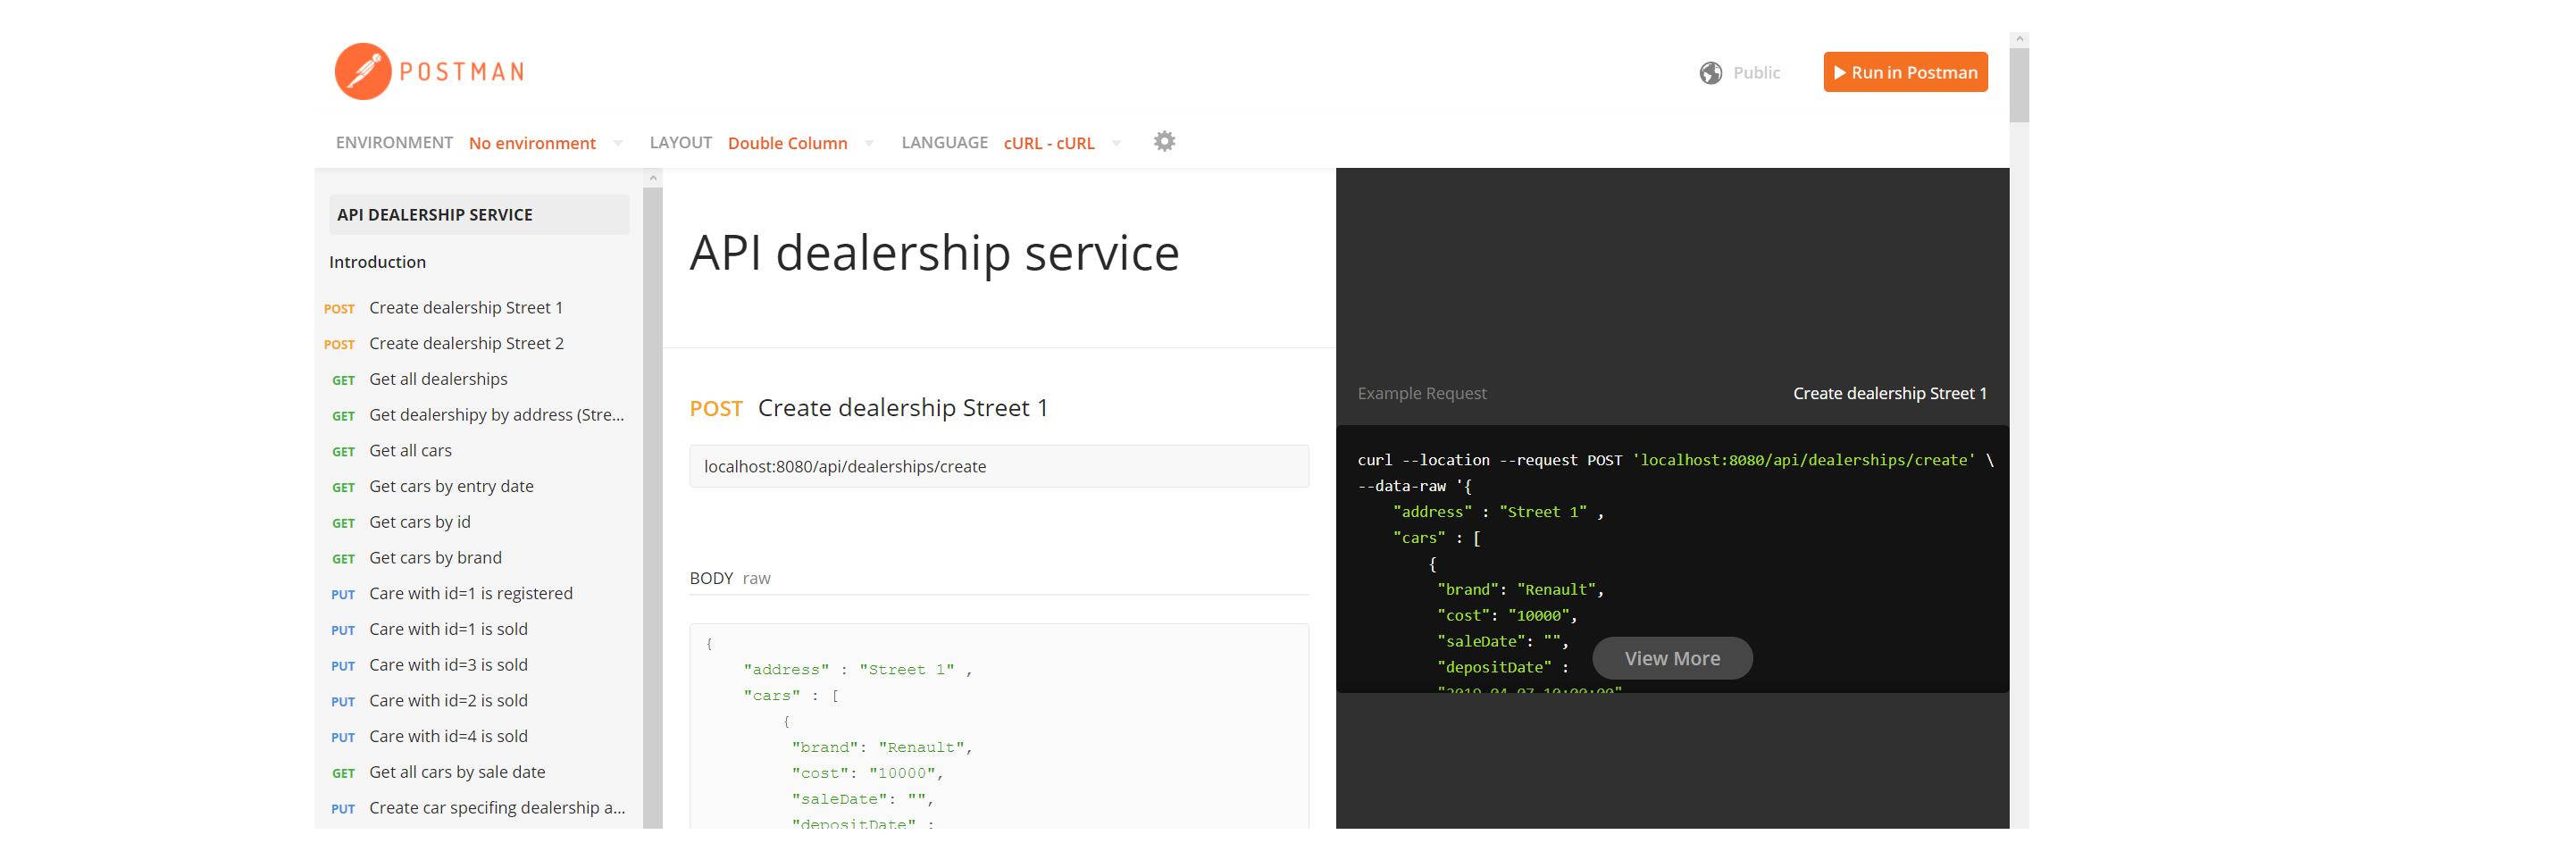 POSTMAN
Public
Run in Postman
ENVIRONMENT No environment LAYOUT Double Column LANGUAGE cURL - cURL
API DEALERSHIP SERVICE
Introduction
POST Create dealership Street 1
POST Create dealership Street 2
GET Get all dealerships
GET Get dealershipy by address (Stre...
GET Get all cars
GET Get cars by entry date
GET Get cars by id
GET Get cars by brand
PUT Care with id=1 is registered
PUT Care with id=1 is sold
PUT Care with id=3 is sold
PUT Care with id=2 is sold
PUT Care with id=4 is sold
GET Get all cars by sale date
PUT Create car specifing dealership a...
API dealership service
POST Create dealership Street 1
localhost:8080/api/dealerships/create
BODY raw
{
"address" : "Street 1" ,
"cars" : [
{
"brand": "Renault",
"cost": "10000",
"saleDate": "",
"depositDate" :
Example Request
Create dealership Street 1
curl --location --request POST 'localhost:8080/api/dealerships/create' \
--data-raw '{
"address" : "Street 1" ,
"cars" : [
{
"brand": "Renault",
"cost": "10000",
"saleDate": "",
"depositDate" :
"2019-04-07 10:00:00"
View More